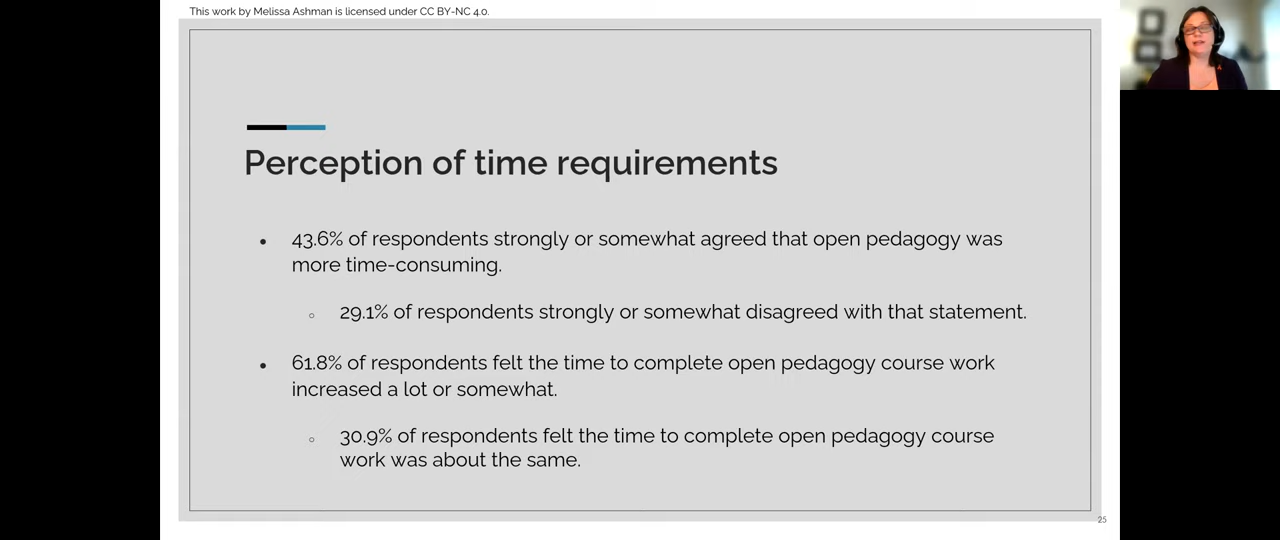 This work by Melissa Ashman is licensed under CC BY-NC 4.0.
Perception of time requirements
• 43.6% of respondents strongly or somewhat agreed that open pedagogy was
more time-consuming.
○ 29.1% of respondents strongly or somewhat disagreed with that statement.
• 61.8% of respondents felt the time to complete open pedagogy course work
increased a lot or somewhat.
○ 30.9% of respondents felt the time to complete open pedagogy course
work was about the same.
25